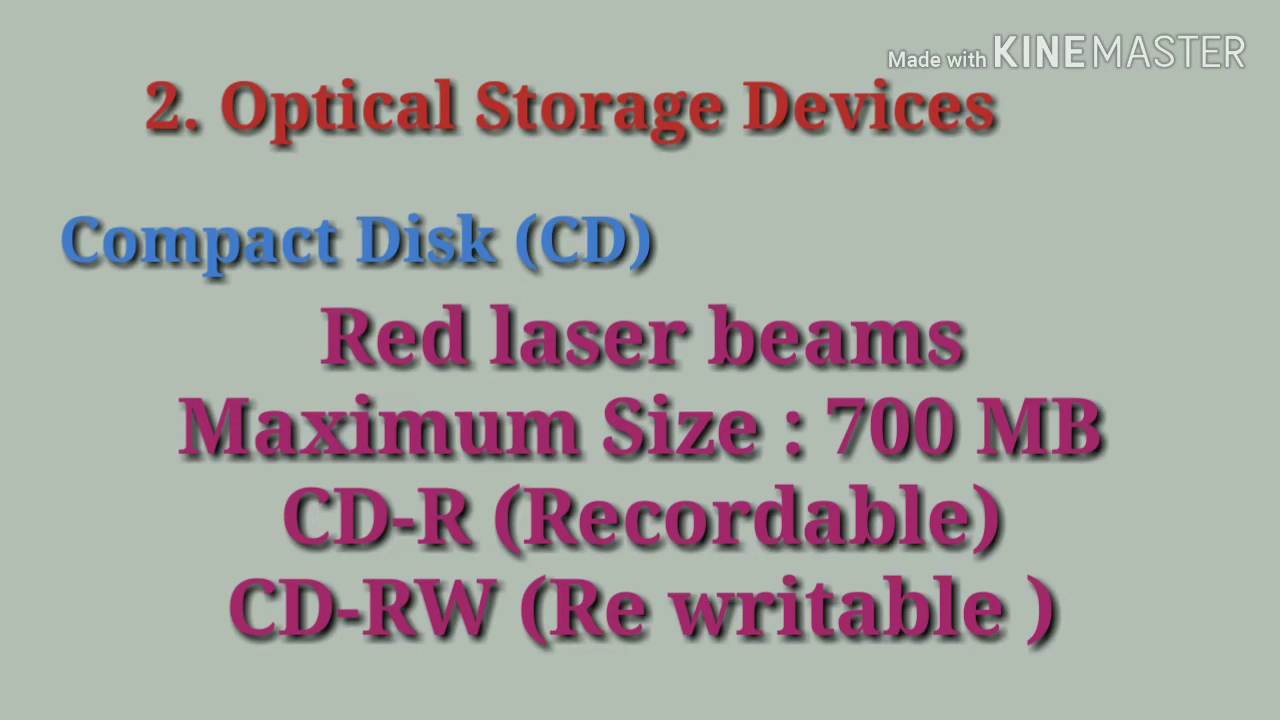 Made with KINEMASTER
2. Optical Storage Devices
Compact Disk (CD)
Red laser beams
Maximum Size : 700 MB
CD-R (Recordable)
CD-RW (Re writable )